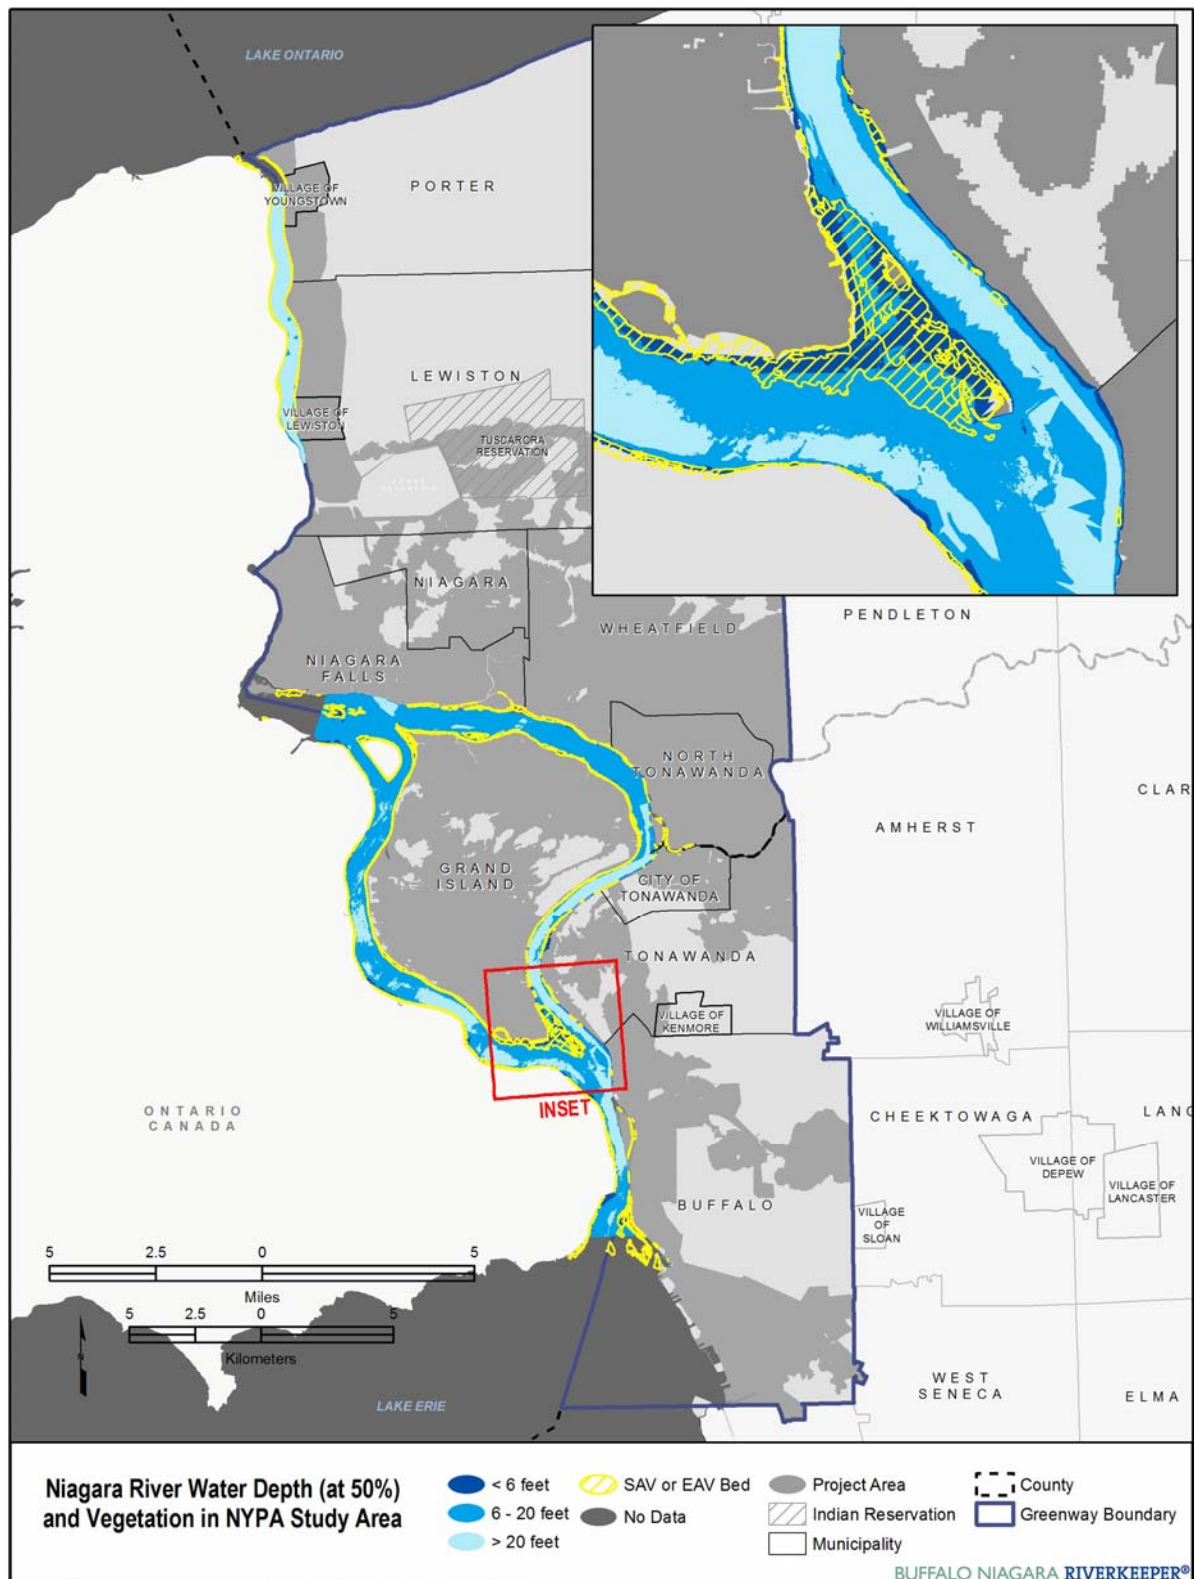 LAKE ONTARIO
VILLAGE OF
YOUNGSTOWN
PORTER
LEWISTON
VILLAGE OF
LEWISTON
TUSCARORA
RESERVATION
NIAGARA
WHEATFIELD
PENDLETON
NIAGARA
FALLS
NORTH
TONAWANDA
CLAR
AMHERST
GRAND
ISLAND
CITY OF
TONAWANDA
TONAWANDA
VILLAGE OF
KENMORE
VILLAGE OF
WILLIAMSVILLE
INSET
ONTARIO
CANADA
CHEEKTOWAGA
LANC
VILLAGE OF
DEPEW
VILLAGE OF
LANCASTER
BUFFALO
VILLAGE
OF
SLOAN
5 2.5 0 5
Miles
5 2.5 0 5
Kilometers
N
WEST
SENECA
ELMA
LAKE ERIE
Niagara River Water Depth (at 50%)
and Vegetation in NYPA Study Area
< 6 feet
6 - 20 feet
> 20 feet
SAV or EAV Bed
No Data
Project Area
Indian Reservation
Municipality
County
Greenway Boundary
BUFFALO NIAGARA RIVERKEEPER®